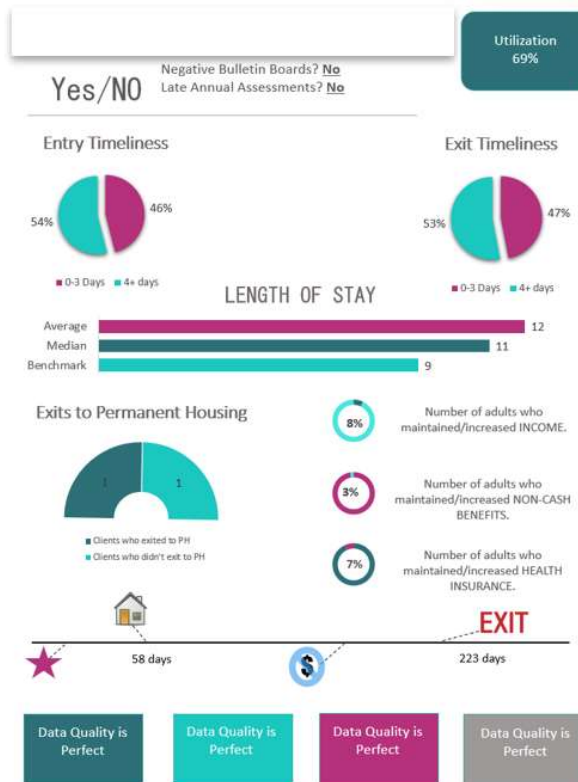 Utilization
69%
Yes/NO
Negative Bulletin Boards? No
Late Annual Assessments? No
Entry Timeliness
54%
46%
0-3 Days
4+ days
Exit Timeliness
53%
47%
0-3 Days
4+ days
LENGTH OF STAY
Average
12
Median
11
Benchmark
9
Exits to Permanent Housing
1
1
Clients who exited to PH
Clients who didn't exit to PH
8%
Number of adults who
maintained/increased INCOME.
3%
Number of adults who
maintained/increased NON-CASH
BENEFITS.
7%
Number of adults who
maintained/increased HEALTH
INSURANCE.
58 days
$
EXIT
223 days
Data Quality is
Perfect
Data Quality is
Perfect
Data Quality is
Perfect
Data Quality is
Perfect